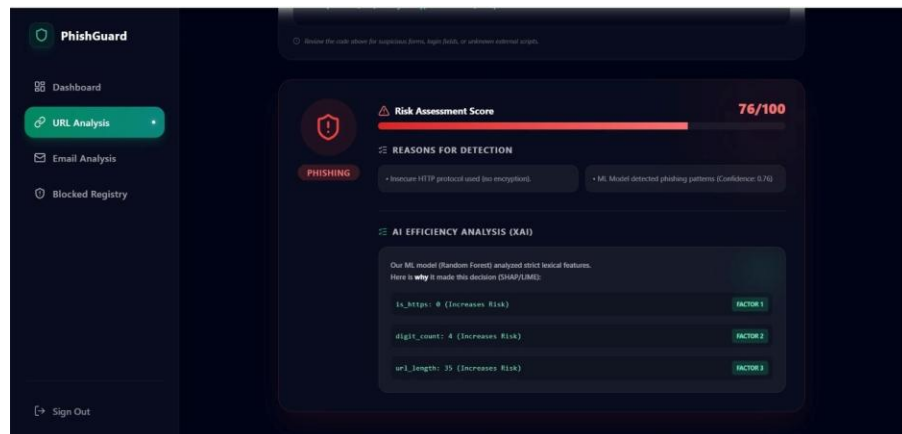 PhishGuard
Dashboard
URL Analysis
Email Analysis
Blocked Registry
Sign Out
Review the code above for suspicious forms, login fields, or unknown external scripts.
Risk Assessment Score
76/100
REASONS FOR DETECTION
PHISHING
• Insecure HTTP protocol used (no encryption).
• ML Model detected phishing patterns (Confidence: 0.76)
AI EFFICIENCY ANALYSIS (XAI)
Our ML model (Random Forest) analyzed strict lexical features.
Here is why it made this decision (SHAP/LIME):
is_https: 0 (Increases Risk)
FACTOR 1
digit_count: 4 (Increases Risk)
FACTOR 2
url_length: 35 (Increases Risk)
FACTOR 3